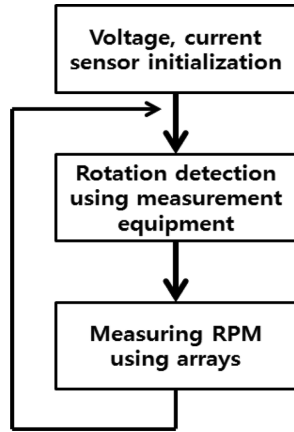 Voltage, current
sensor initialization
Rotation detection
using measurement
equipment
Measuring RPM
using arrays